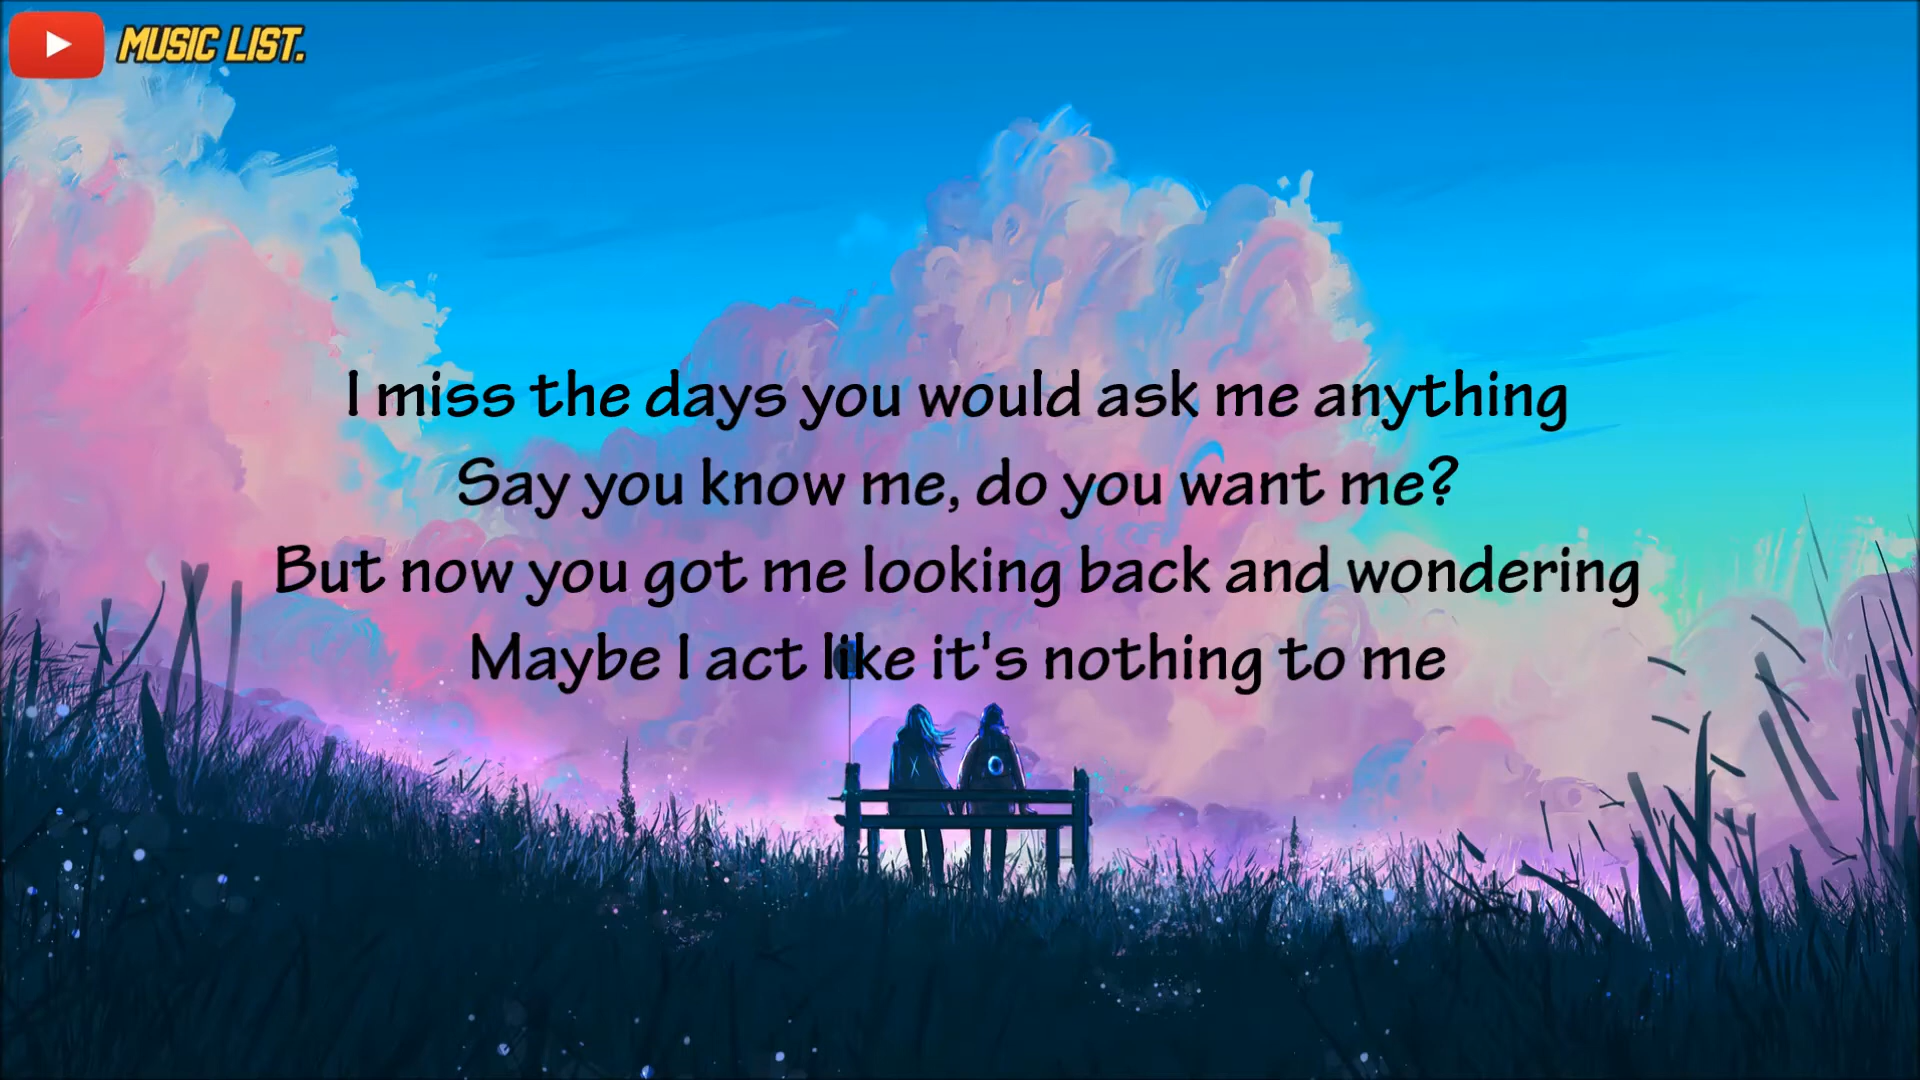 MUSIC LIST.
I miss the days you would ask me anything
Say you know me, do you want me?
But now you got me looking back and wondering
Maybe I act like it's nothing to me